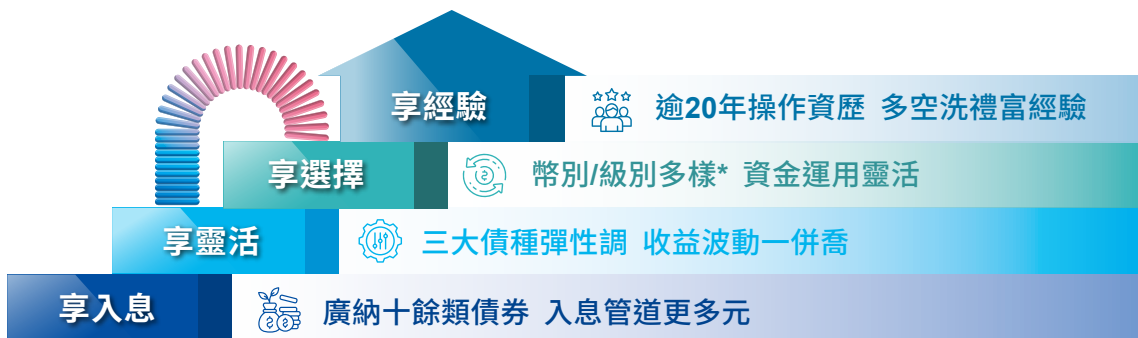 享經驗 逾20年操作資歷 多空洗禮富經驗
享選擇 幣別/級別多樣* 資金運用靈活
享靈活 三大債種彈性調 收益波動一併喬
享入息 廣納十餘類債券 入息管道更多元